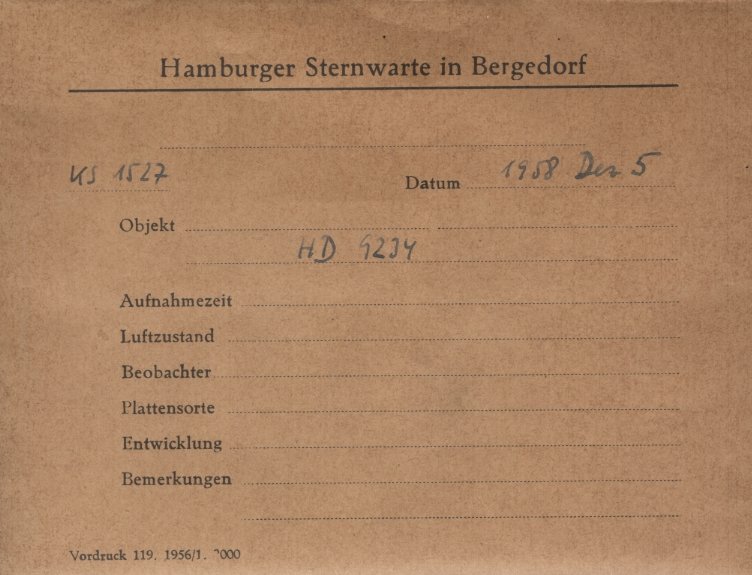 Hamburger Sternwarte in Bergedorf
KS 1527
Datum 1958 Dez 5
Objekt
HD 9234
Aufnahmezeit
Luftzustand
Beobachter
Plattensorte
Entwicklung
Bemerkungen
Vordruck 119. 1956/1. 2000